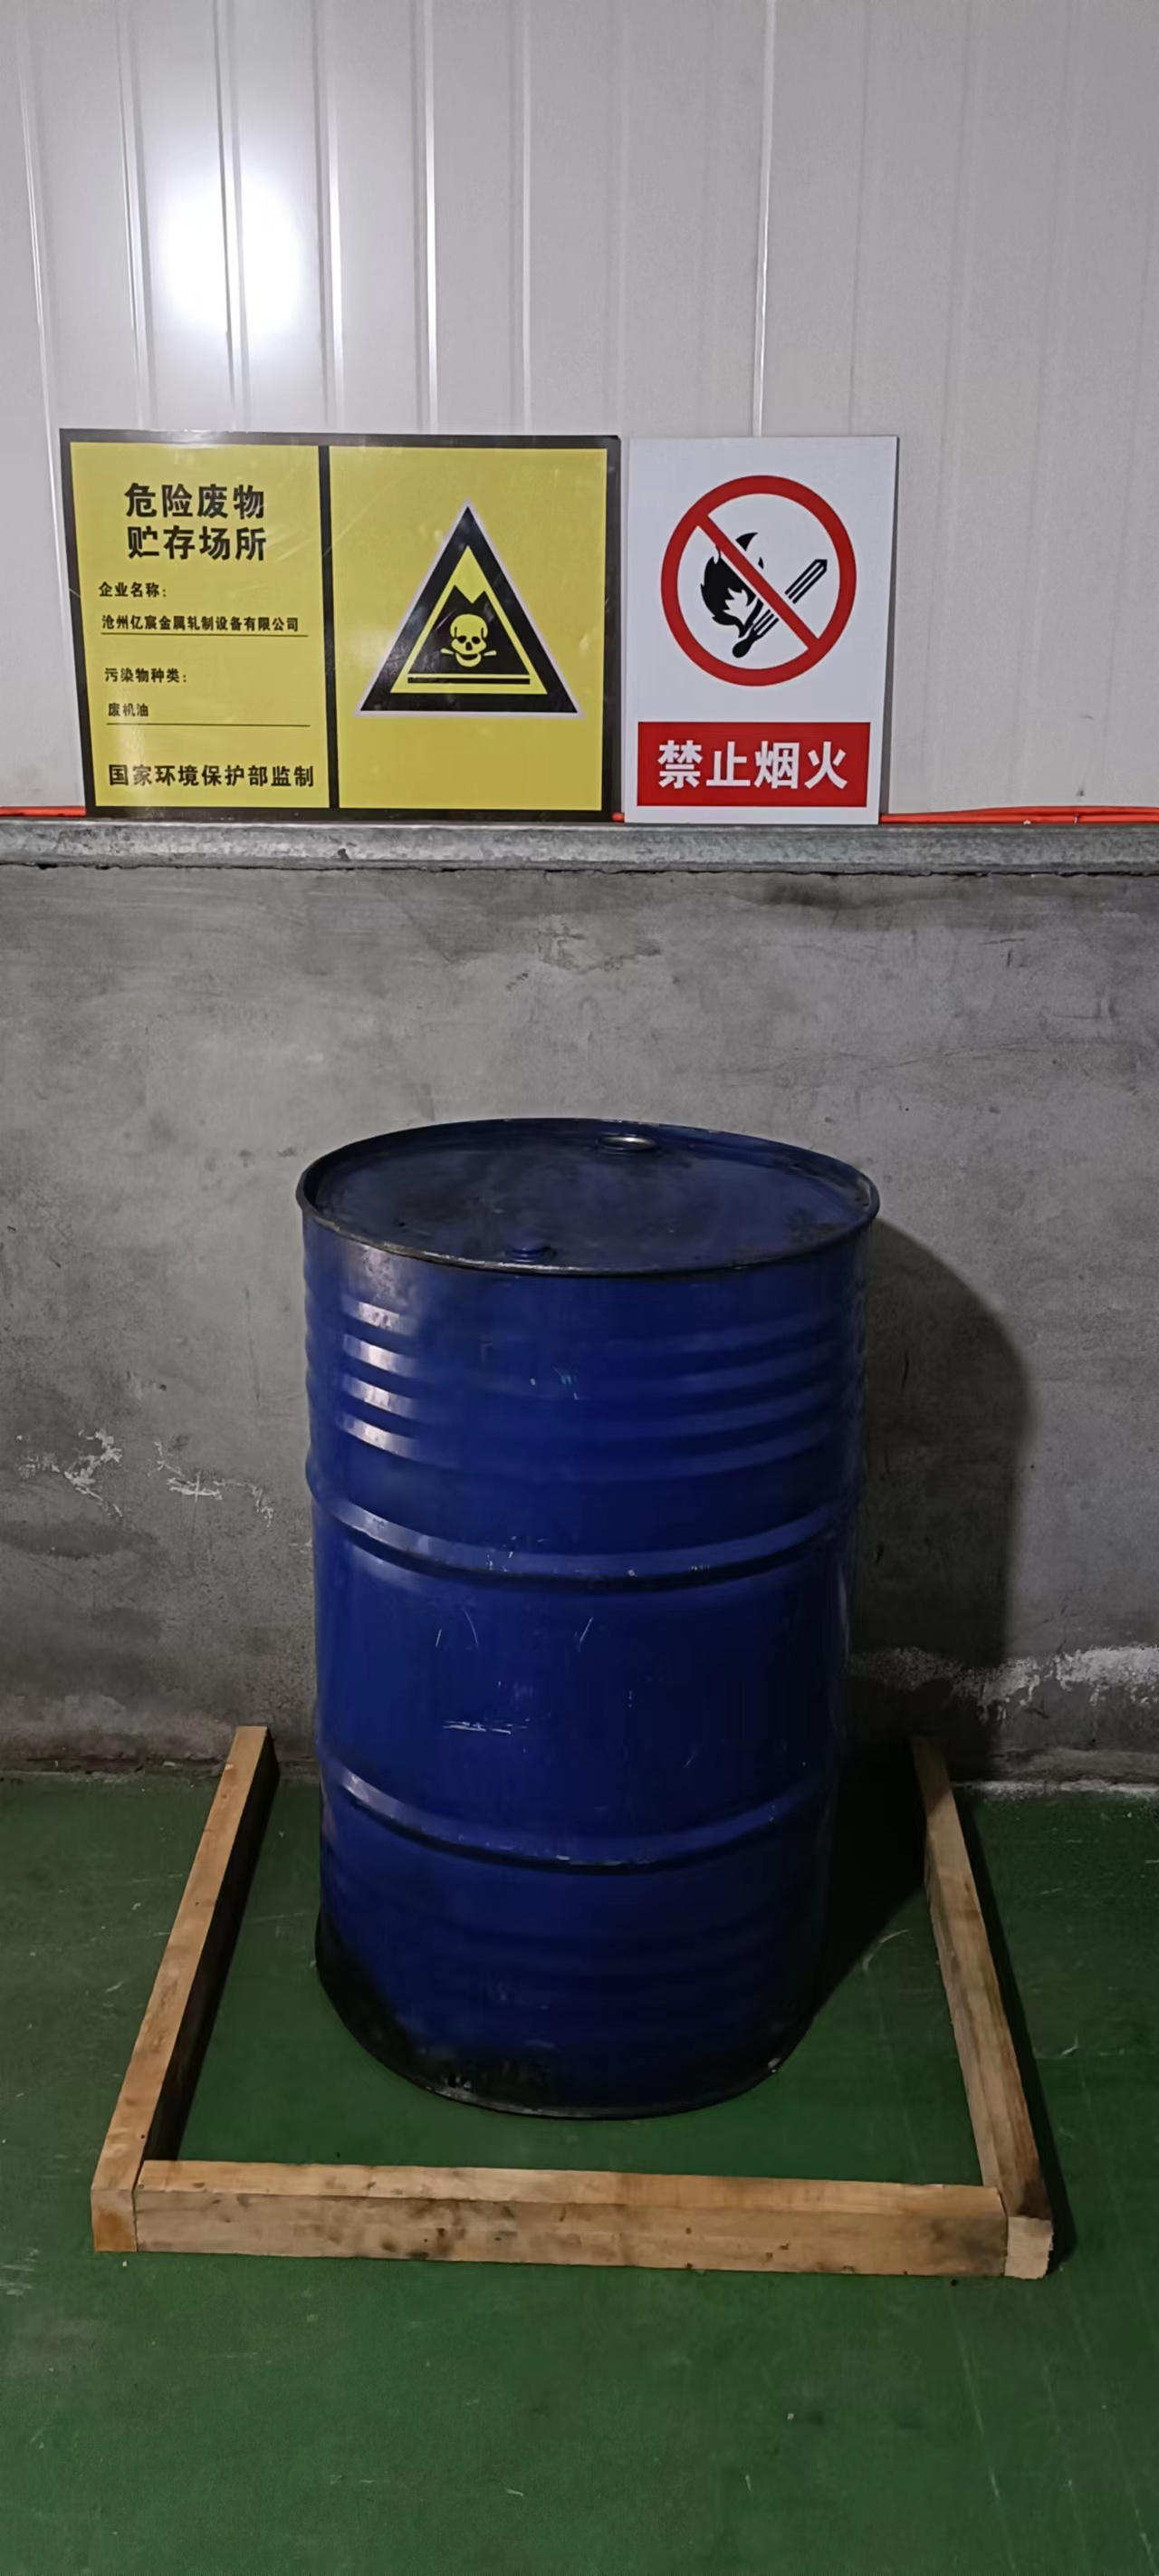 危险废物
贮存场所
企业名称：
沧州亿宸金属轧制设备有限公司
污染物种类：
废机油
国家环境保护部监制
禁止烟火